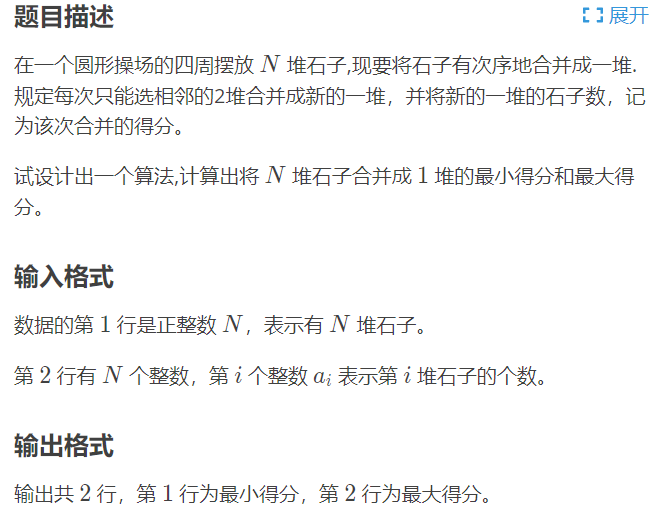 题目描述
展开
在一个圆形操场的四周摆放 N 堆石子,现要将石子有次序地合并成一堆.
规定每次只能选相邻的2堆合并成新的一堆，并将新的一堆的石子数，记
为该次合并的得分。
试设计出一个算法,计算出将 N 堆石子合并成 1 堆的最小得分和最大得
分。
输入格式
数据的第 1 行是正整数 N，表示有 N 堆石子。
第 2 行有 N 个整数，第 i 个整数 aᵢ 表示第 i 堆石子的个数。
输出格式
输出共 2 行，第 1 行为最小得分，第 2 行为最大得分。